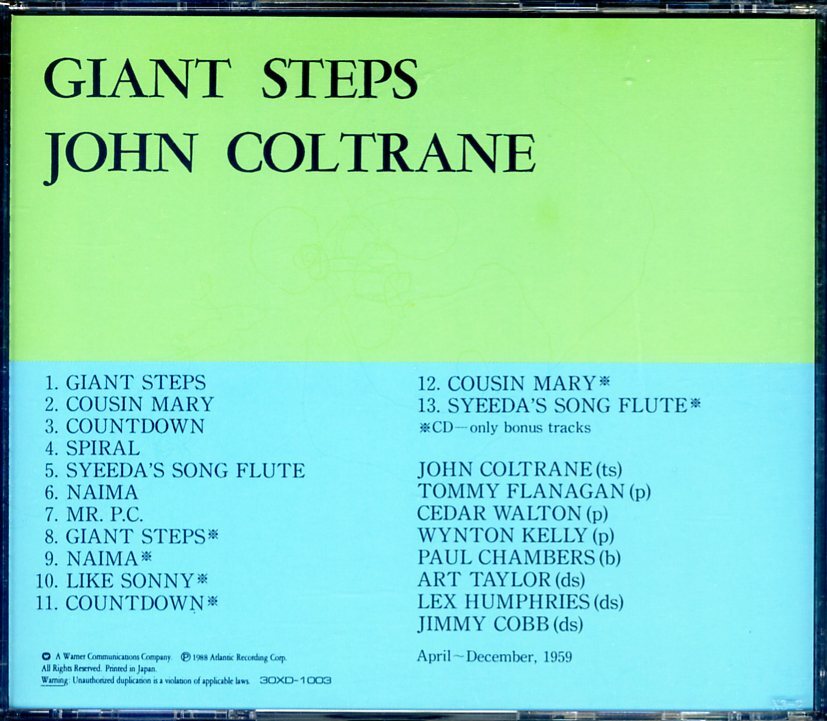 GIANT STEPS
JOHN COLTRANE
1. GIANT STEPS
2. COUSIN MARY
3. COUNTDOWN
4. SPIRAL
5. SYEEDA'S SONG FLUTE
6. NAIMA
7. MR. P.C.
8. GIANT STEPS※
9. NAIMA※
10. LIKE SONNY※
11. COUNTDOWN※
12. COUSIN MARY※
13. SYEEDA'S SONG FLUTE※
※CD—only bonus tracks
JOHN COLTRANE (ts)
TOMMY FLANAGAN (p)
CEDAR WALTON (p)
WYNTON KELLY (p)
PAUL CHAMBERS (b)
ART TAYLOR (ds)
LEX HUMPHRIES (ds)
JIMMY COBB (ds)
April~December, 1959
A Warner Communications Company. ℗ 1988 Atlantic Recording Corp.
All Rights Reserved. Printed in Japan.
Warning: Unauthorized duplication is a violation of applicable laws. 30XD-1003